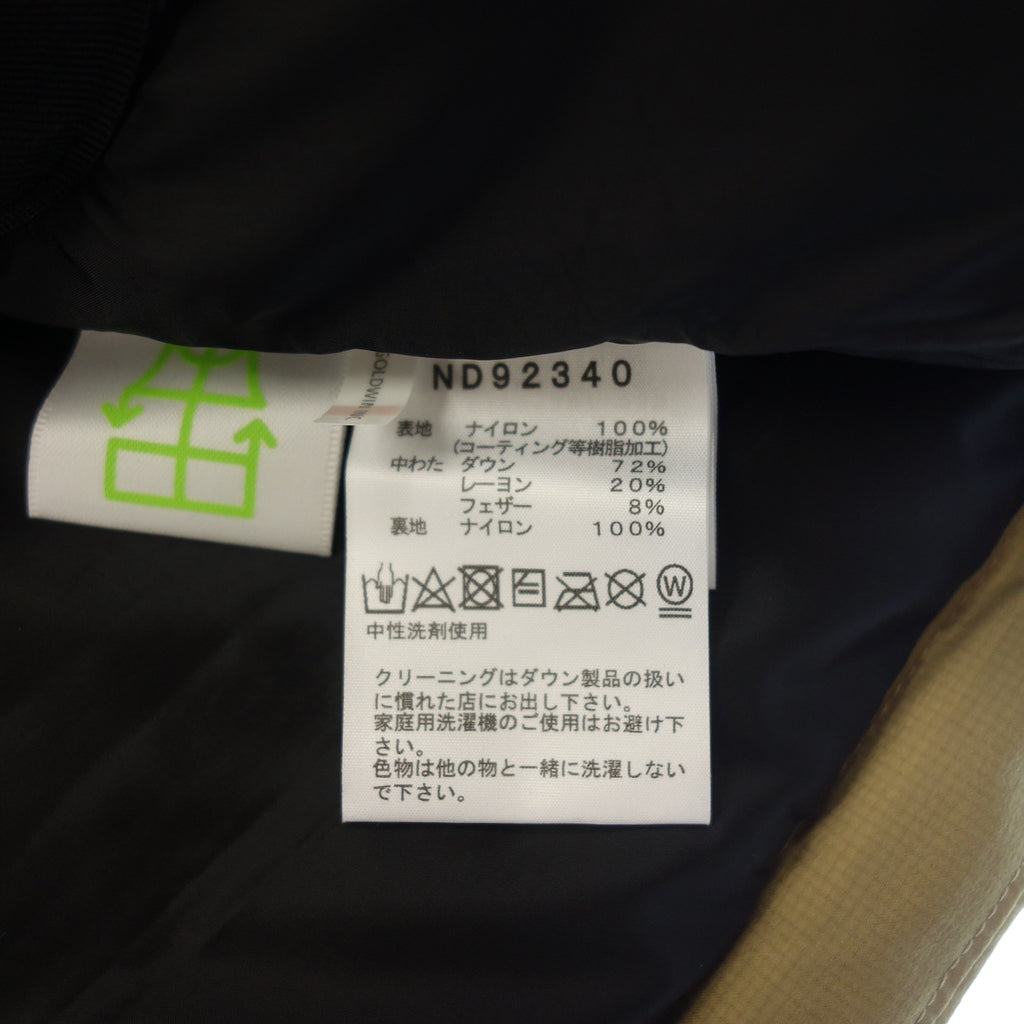 GOLDWIN INC
ND92340
表地 ナイロン 100%
(コーティング等樹脂加工)
中わた ダウン 72%
レーヨン 20%
フェザー 8%
裏地 ナイロン 100%
W
中性洗剤使用
クリーニングはダウン製品の扱い
に慣れた店にお出し下さい。
家庭用洗濯機のご使用はお避け下
さい。
色物は他の物と一緒に洗濯しない
で下さい。